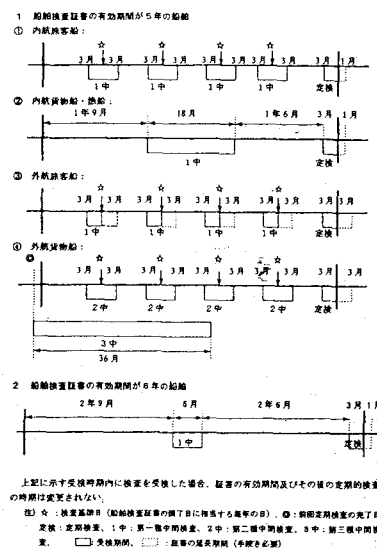 1 船舶検査証書の有効期間が5年の船舶
① 内航旅客船：
☆ ☆ ☆ ☆
3月 3月 3月 3月 3月 3月 3月 3月 3月 1月
1中 1中 1中 1中 定検
② 内航貨物船・漁船：
1年9月 18月 1年6月 3月 1月
1中 定検
③ 外航旅客船：
☆ ☆ ☆ ☆
3月 3月 3月 3月 3月 3月 3月 3月 3月 3月
1中 1中 1中 1中 定検
④ 外航貨物船：
◎ ☆ ☆ ☆ ☆
3月 3月 3月 3月 3月 3月 3月 3月 3月 3月
2中 2中 2中 2中 定検
3中
36月
2 船舶検査証書の有効期間が6年の船舶
2年9月 6月 2年6月 3月 1月
1中 定検
上記に示す受検時期内に検査を受検した場合、証書の有効期間及びその後の定期的検査
の時期は変更されない。
注）☆：検査基準日（船舶検査証書の満了日に相当する毎年の日）、◎：前回定期検査の完了日
定検：定期検査、1中：第一種中間検査、2中：第二種中間検査、3中：第三種中間検
査、 ：受検期間、 ：証書の延長期間（手続き必要）